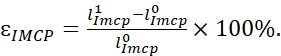 ε_IMCP = (l¹_Imcp − l⁰_Imcp) / l⁰_Imcp × 100%.